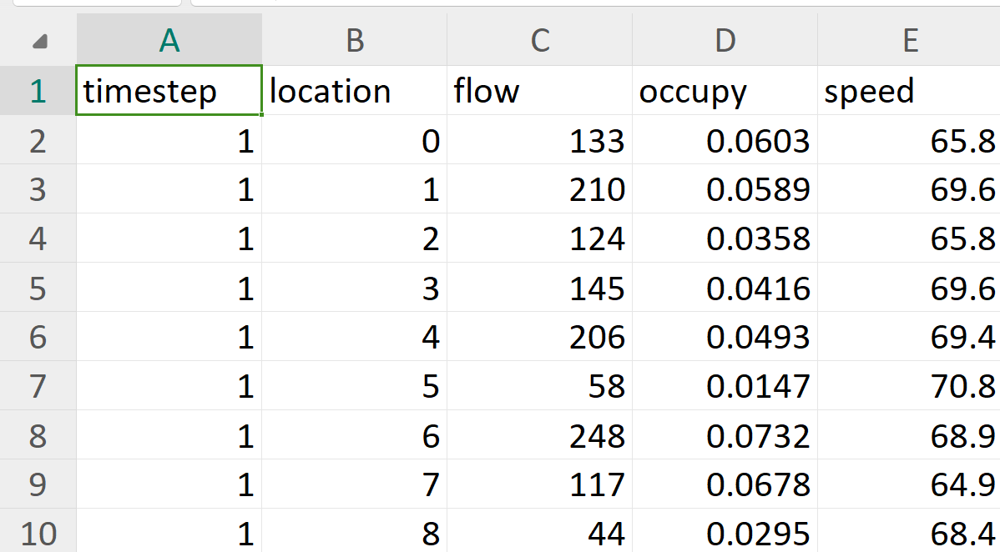 A B C D E
1 timestep location flow occupy speed
2 1 0 133 0.0603 65.8
3 1 1 210 0.0589 69.6
4 1 2 124 0.0358 65.8
5 1 3 145 0.0416 69.6
6 1 4 206 0.0493 69.4
7 1 5 58 0.0147 70.8
8 1 6 248 0.0732 68.9
9 1 7 117 0.0678 64.9
10 1 8 44 0.0295 68.4